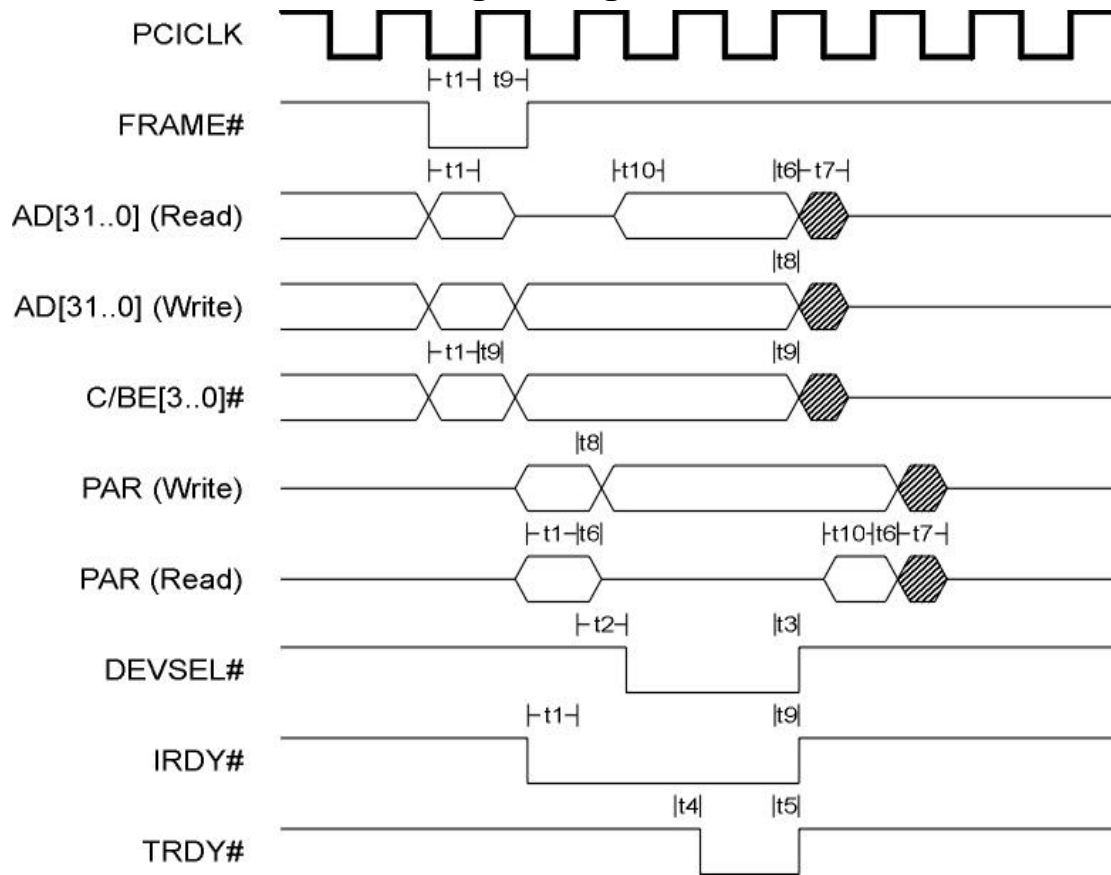 PCICLK
t1 t9
FRAME#
t1 t10 t6 t7
AD[31..0] (Read)
t8
AD[31..0] (Write)
t1 t9 t9
C/BE[3..0]#
t8
PAR (Write)
t1 t6 t10 t6 t7
PAR (Read)
t2 t3
DEVSEL#
t1 t9
IRDY#
t4 t5
TRDY#